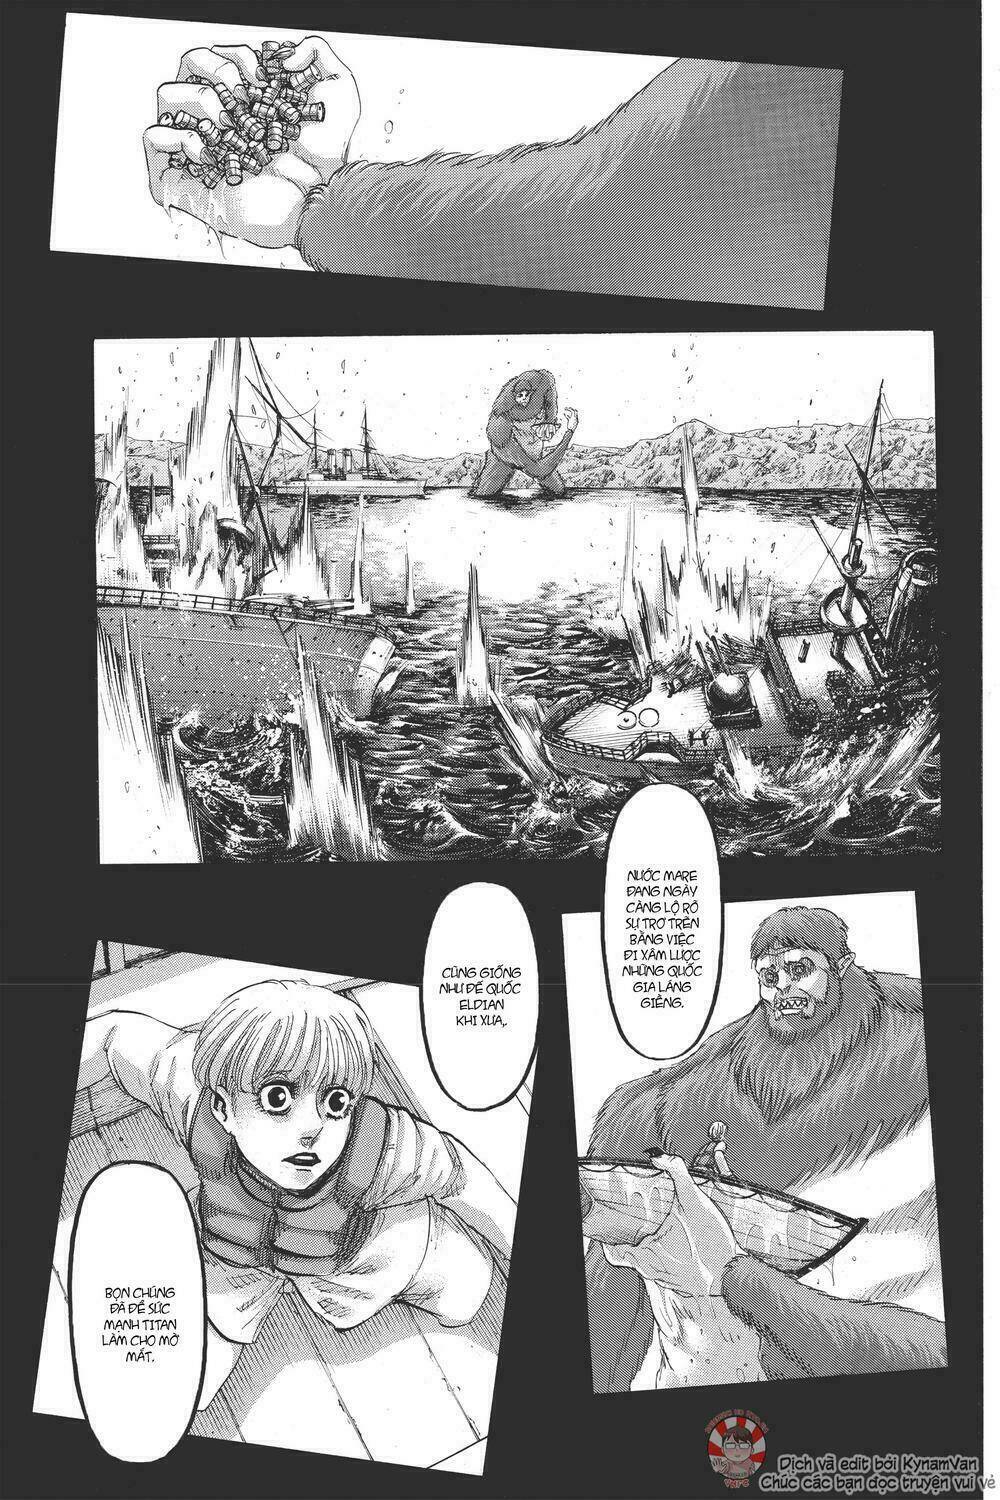 NƯỚC MARE
ĐANG NGÀY
CÀNG LỘ RÕ
SỰ TRƠ TRẼN
BẰNG VIỆC
ĐI XÂM LƯỢC
NHỮNG QUỐC
GIA LÁNG
GIỀNG.
CŨNG GIỐNG
NHƯ ĐẾ QUỐC
ELDIAN
KHI XƯA,.
BỌN CHÚNG
ĐÃ ĐỂ SỨC
MẠNH TITAN
LÀM CHO MỜ
MẮT.
Dịch và edit bởi KynamVan
Chúc các bạn đọc truyện vui vẻ